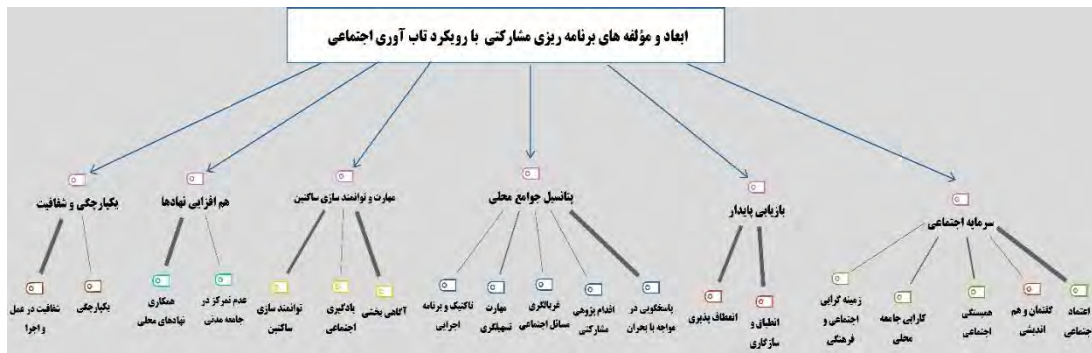 ابعاد و مؤلفه های برنامه ریزی مشارکتی با رویکرد تاب آوری اجتماعی
سرمایه اجتماعی
بازیابی پایدار
پتانسیل جوامع محلی
مهارت و توانمند سازی ساکنین
هم افزایی نهادها
یکپارچگی و شفافیت
اعتماد
اجتماعی
گفتمان و هم
اندیشی
همبستگی
اجتماعی
کارایی جامعه
محلی
زمینه گرایی
اجتماعی و
فرهنگی
انطباق و
سازگاری
انعطاف پذیری
پاسخگویی در
مواجه با بحران
اقدام پژوهی
مشارکتی
غربالگری
مسائل اجتماعی
مهارت
تسهیلگری
تاکتیک و برنامه
اجرایی
آگاهی بخشی
یادگیری
اجتماعی
توانمند سازی
ساکنین
عدم تمرکز در
جامعه مدنی
همکاری
نهادهای محلی
یکپارچگی
شفافیت در عمل
و اجرا